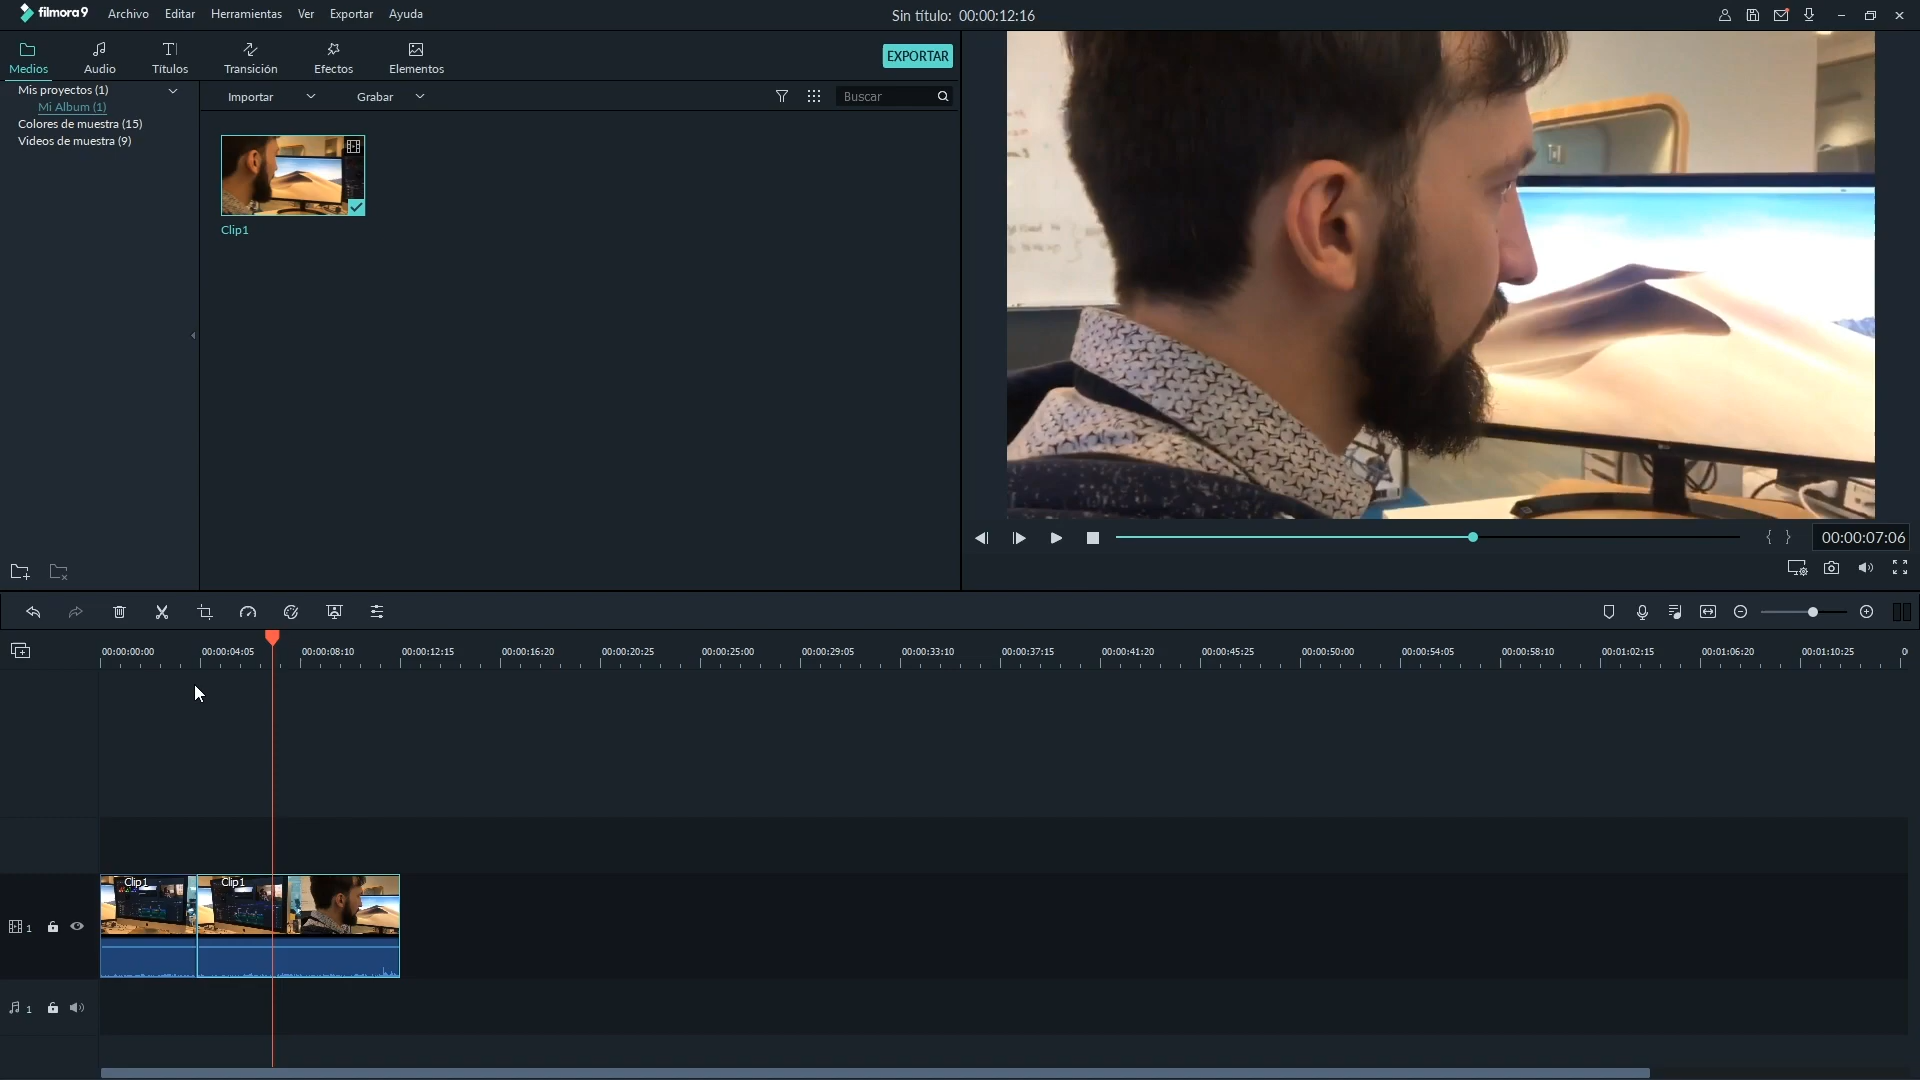 filmora9 Archivo Editar Herramientas Ver Exportar Ayuda Sin título: 00:00:12:16
Medios Audio Títulos Transición Efectos Elementos EXPORTAR
Mis proyectos (1)
Mi Album (1)
Colores de muestra (15)
Videos de muestra (9)
Importar Grabar Buscar
Clip1
{ } 00:00:07:06
00:00:00:00 00:00:04:05 00:00:08:10 00:00:12:15 00:00:16:20 00:00:20:25 00:00:25:00 00:00:29:05 00:00:33:10 00:00:37:15 00:00:41:20 00:00:45:25 00:00:50:00 00:00:54:05 00:00:58:10 00:01:02:15 00:01:06:20 00:01:10:25
Clip1 Clip1
1
1